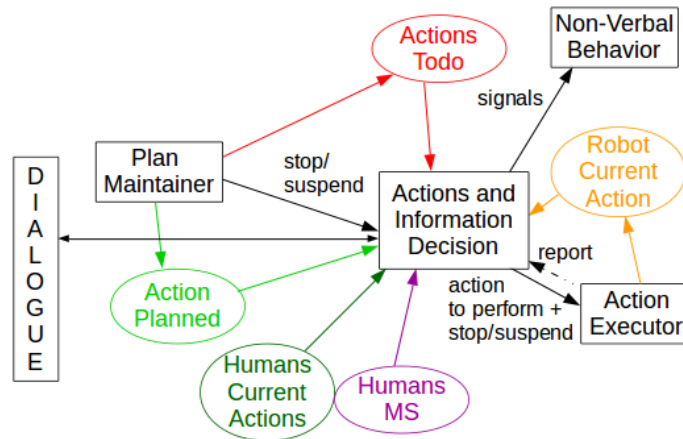 Actions
Todo
Non-Verbal
Behavior
signals
Plan
Maintainer
stop/
suspend
Robot
Current
Action
DIALOGUE
Actions and
Information
Decision
report
Action
Planned
action
to perform +
stop/suspend
Action
Executor
Humans
Current
Actions
Humans
MS